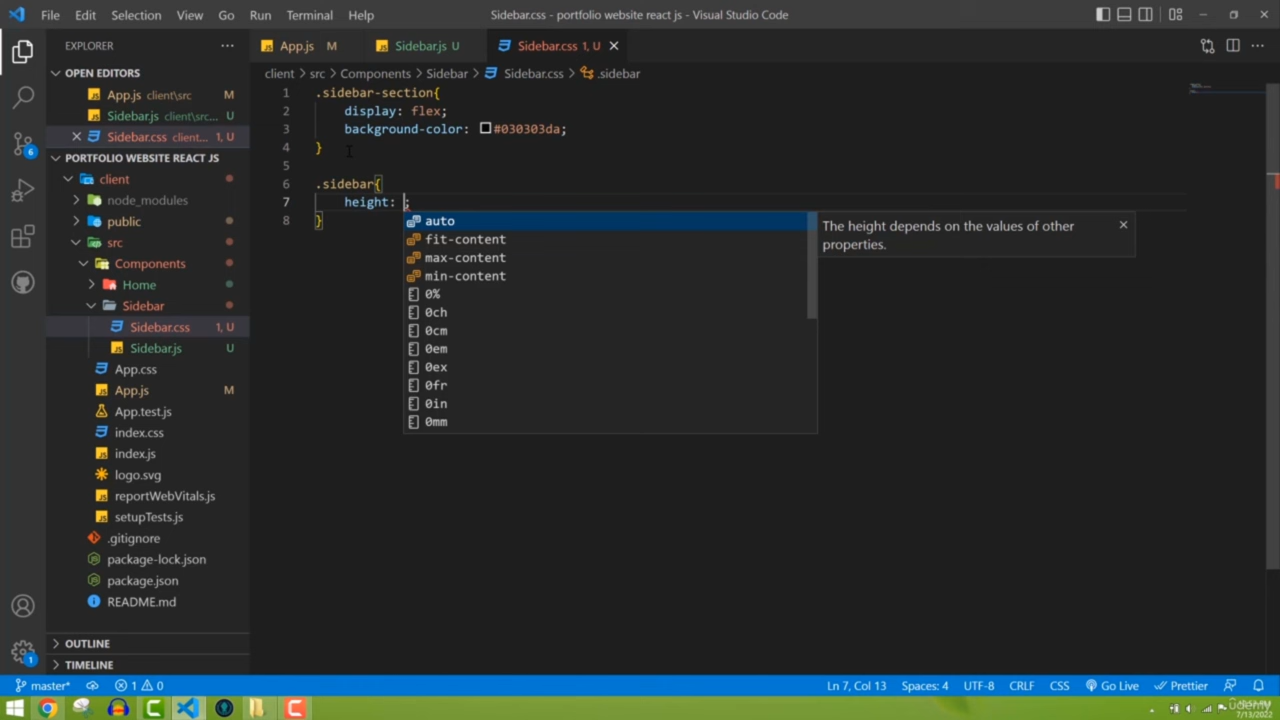 File Edit Selection View Go Run Terminal Help
Sidebar.css - portfolio website react js - Visual Studio Code
EXPLORER
OPEN EDITORS
App.js client\src M
Sidebar.js client\src... U
Sidebar.css client... 1, U
PORTFOLIO WEBSITE REACT JS
client
node_modules
public
src
Components
Home
Sidebar
Sidebar.css 1, U
Sidebar.js U
App.css
App.js M
App.test.js
index.css
index.js
logo.svg
reportWebVitals.js
setupTests.js
.gitignore
package-lock.json
package.json
README.md
OUTLINE
TIMELINE
App.js M
Sidebar.js U
Sidebar.css 1, U
client > src > Components > Sidebar > Sidebar.css > .sidebar
1 .sidebar-section{
2 display: flex;
3 background-color: #030303da;
4 }
5
6 .sidebar{
7 height: ;
8 }
auto
fit-content
max-content
min-content
0%
0ch
0cm
0em
0ex
0fr
0in
0mm
The height depends on the values of other
properties.
6
1
master* 1 0
Ln 7, Col 13 Spaces: 4 UTF-8 CRLF CSS Go Live Prettier
udemy
7/13/2022